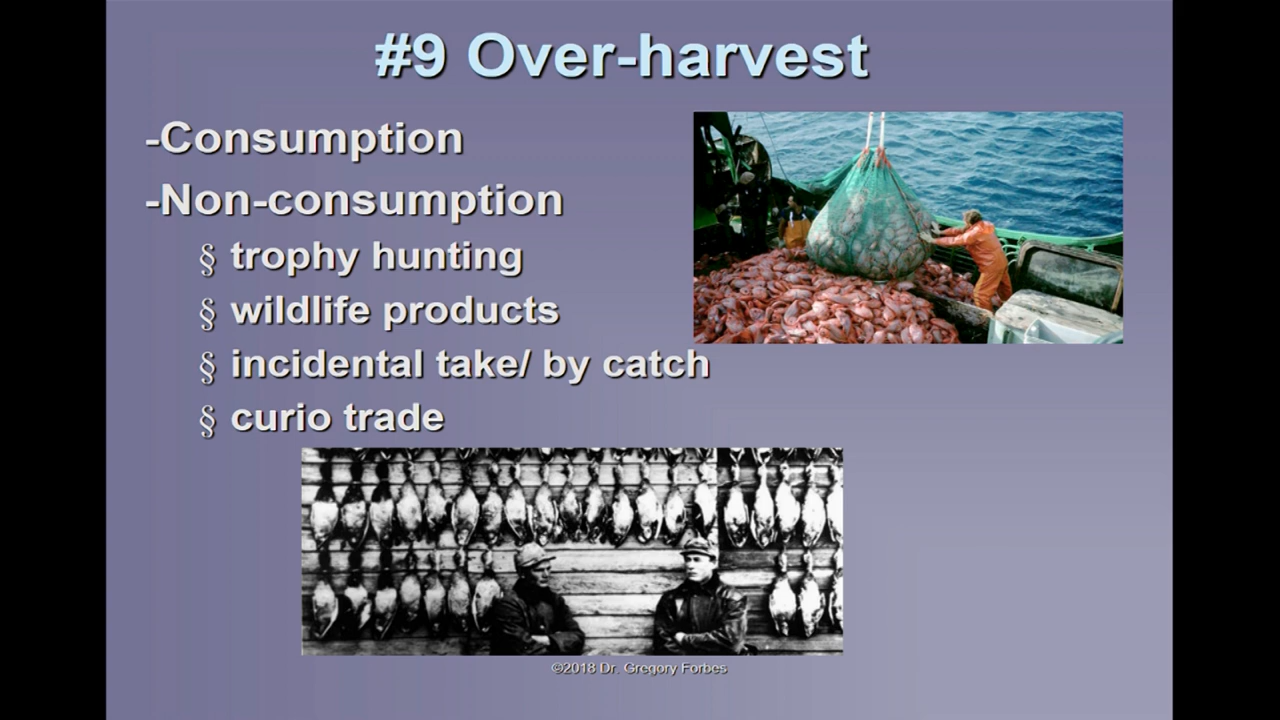 #9 Over-harvest
-Consumption
-Non-consumption
§ trophy hunting
§ wildlife products
§ incidental take/ by catch
§ curio trade
©2018 Dr. Gregory Forbes